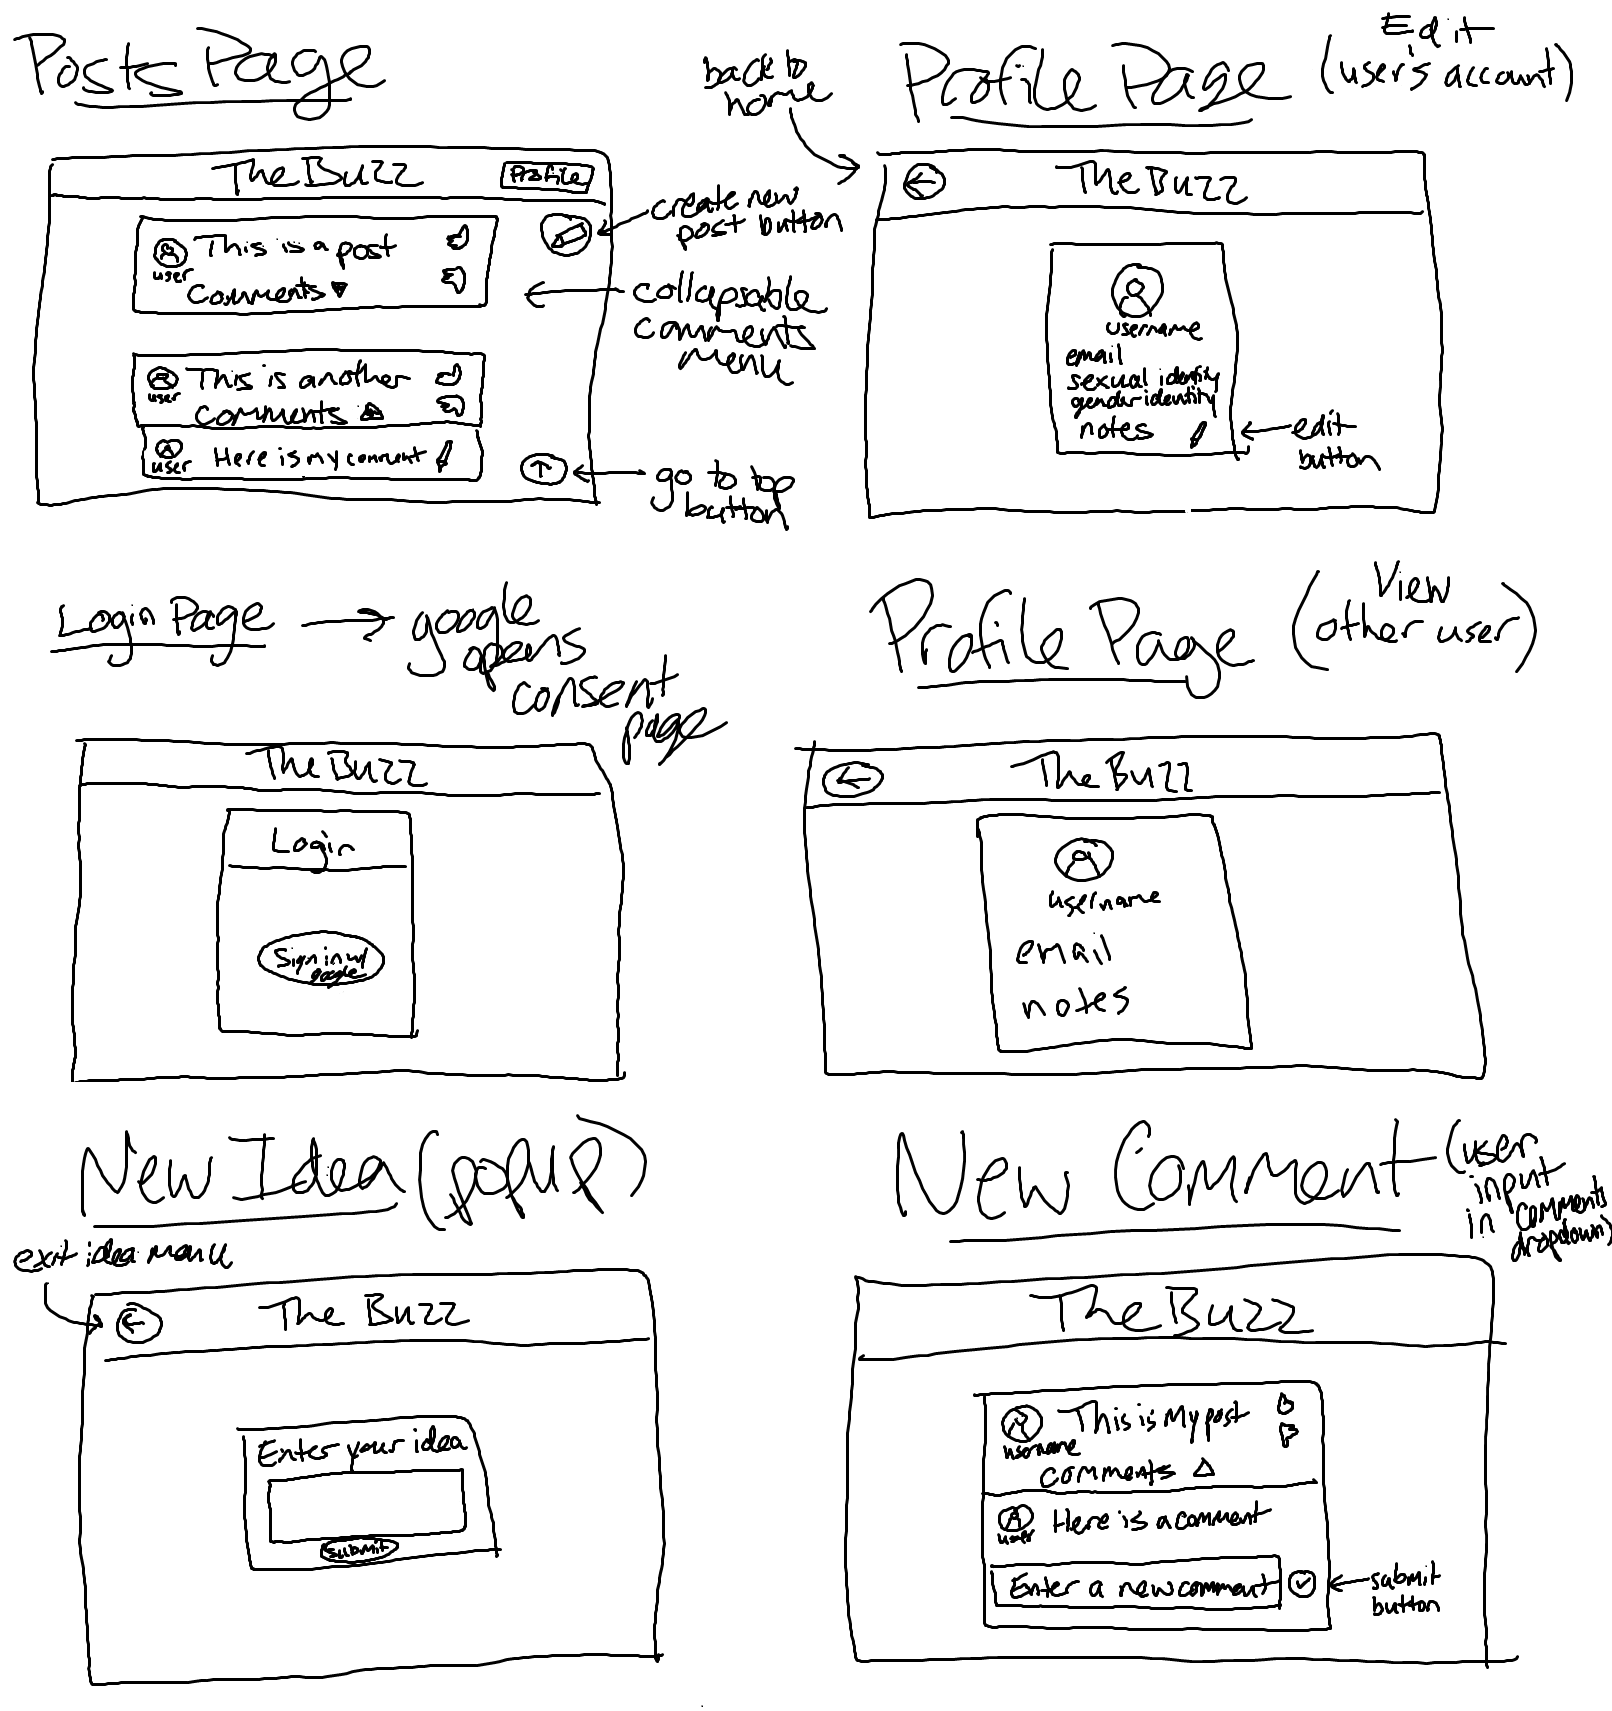 Posts Page
The Buzz
Profile
This is a post
user
Comments
This is another
user
comments
user
Here is my comment
create new
post button
collapsable
comments
menu
go to top
button
back to
home
Profile Page
Edit
(user's account)
The Buzz
username
email
sexual identity
gender identity
notes
edit
button
Login Page
google
opens
consent
page
The Buzz
Login
Sign in w/
google
Profile Page
View
(other user)
The Buzz
username
email
notes
New Idea (popup)
exit idea menu
The Buzz
Enter your idea
submit
New Comment
(user
input
in comments
dropdown)
The Buzz
This is my post
username
comments
Here is a comment
user
Enter a new comment
submit
button